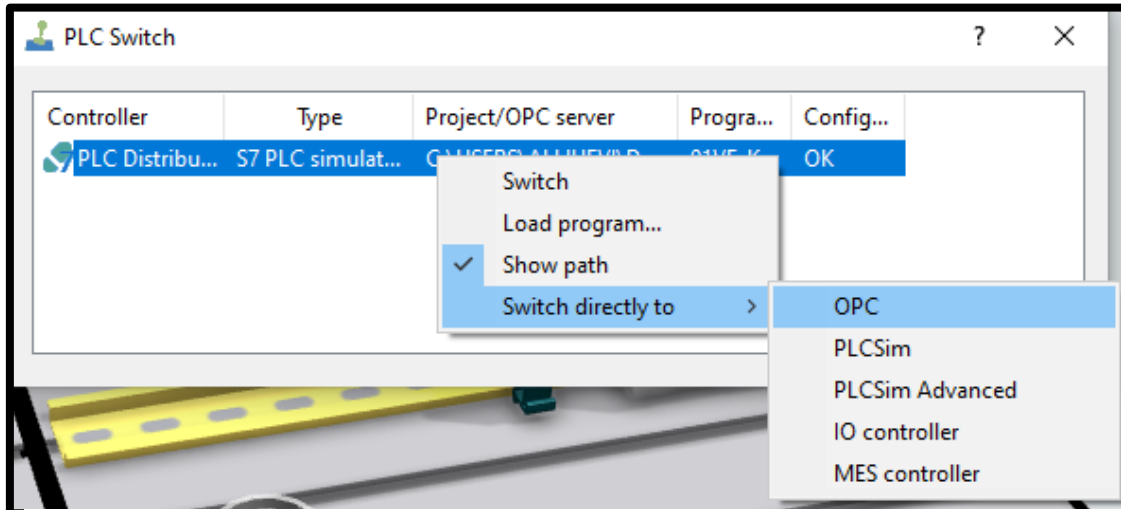 PLC Switch ?
Controller Type Project/OPC server Progra... Config...
PLC Distribu... S7 PLC simulat... OK
Switch
Load program...
Show path
Switch directly to >
OPC
PLCSim
PLCSim Advanced
IO controller
MES controller